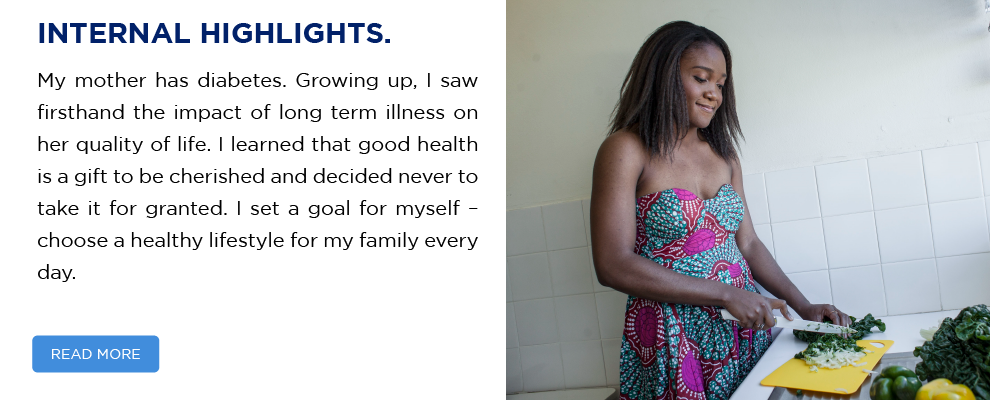 INTERNAL HIGHLIGHTS.
My mother has diabetes. Growing up, I saw
firsthand the impact of long term illness on
her quality of life. I learned that good health
is a gift to be cherished and decided never to
take it for granted. I set a goal for myself –
choose a healthy lifestyle for my family every
day.
READ MORE